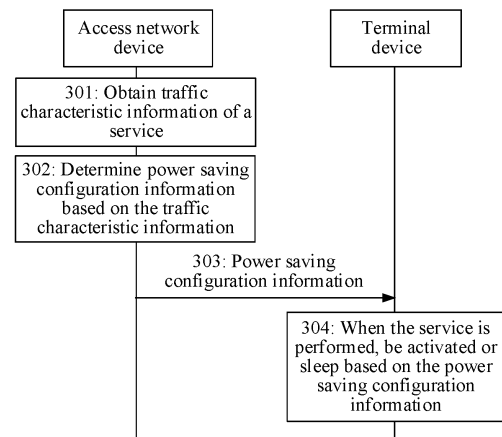 Access network
device
Terminal
device
301: Obtain traffic
characteristic information of a
service
302: Determine power saving
configuration information
based on the traffic
characteristic information
303: Power saving
configuration information
304: When the service is
performed, be activated or
sleep based on the power
saving configuration
information